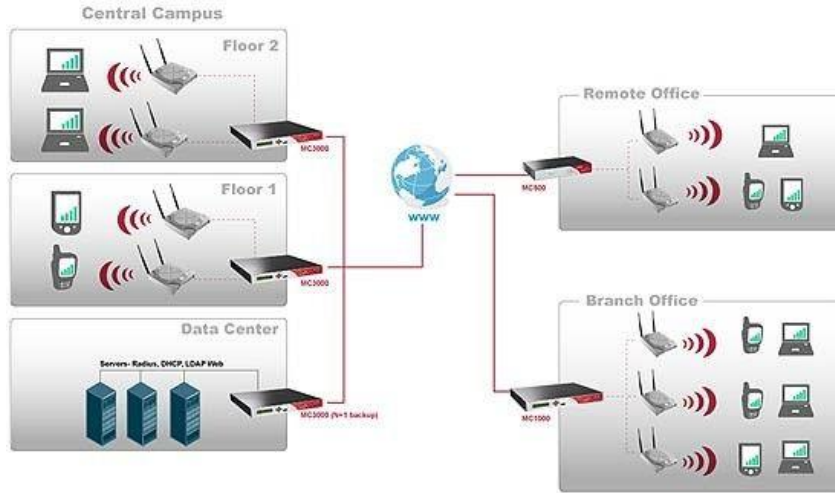 Central Campus
Floor 2
MC3000
Floor 1
MC3000
Data Center
Servers- Radius, DHCP, LDAP Web
MC3000 (N+1 backup)
www
Remote Office
MC500
Branch Office
MC1000